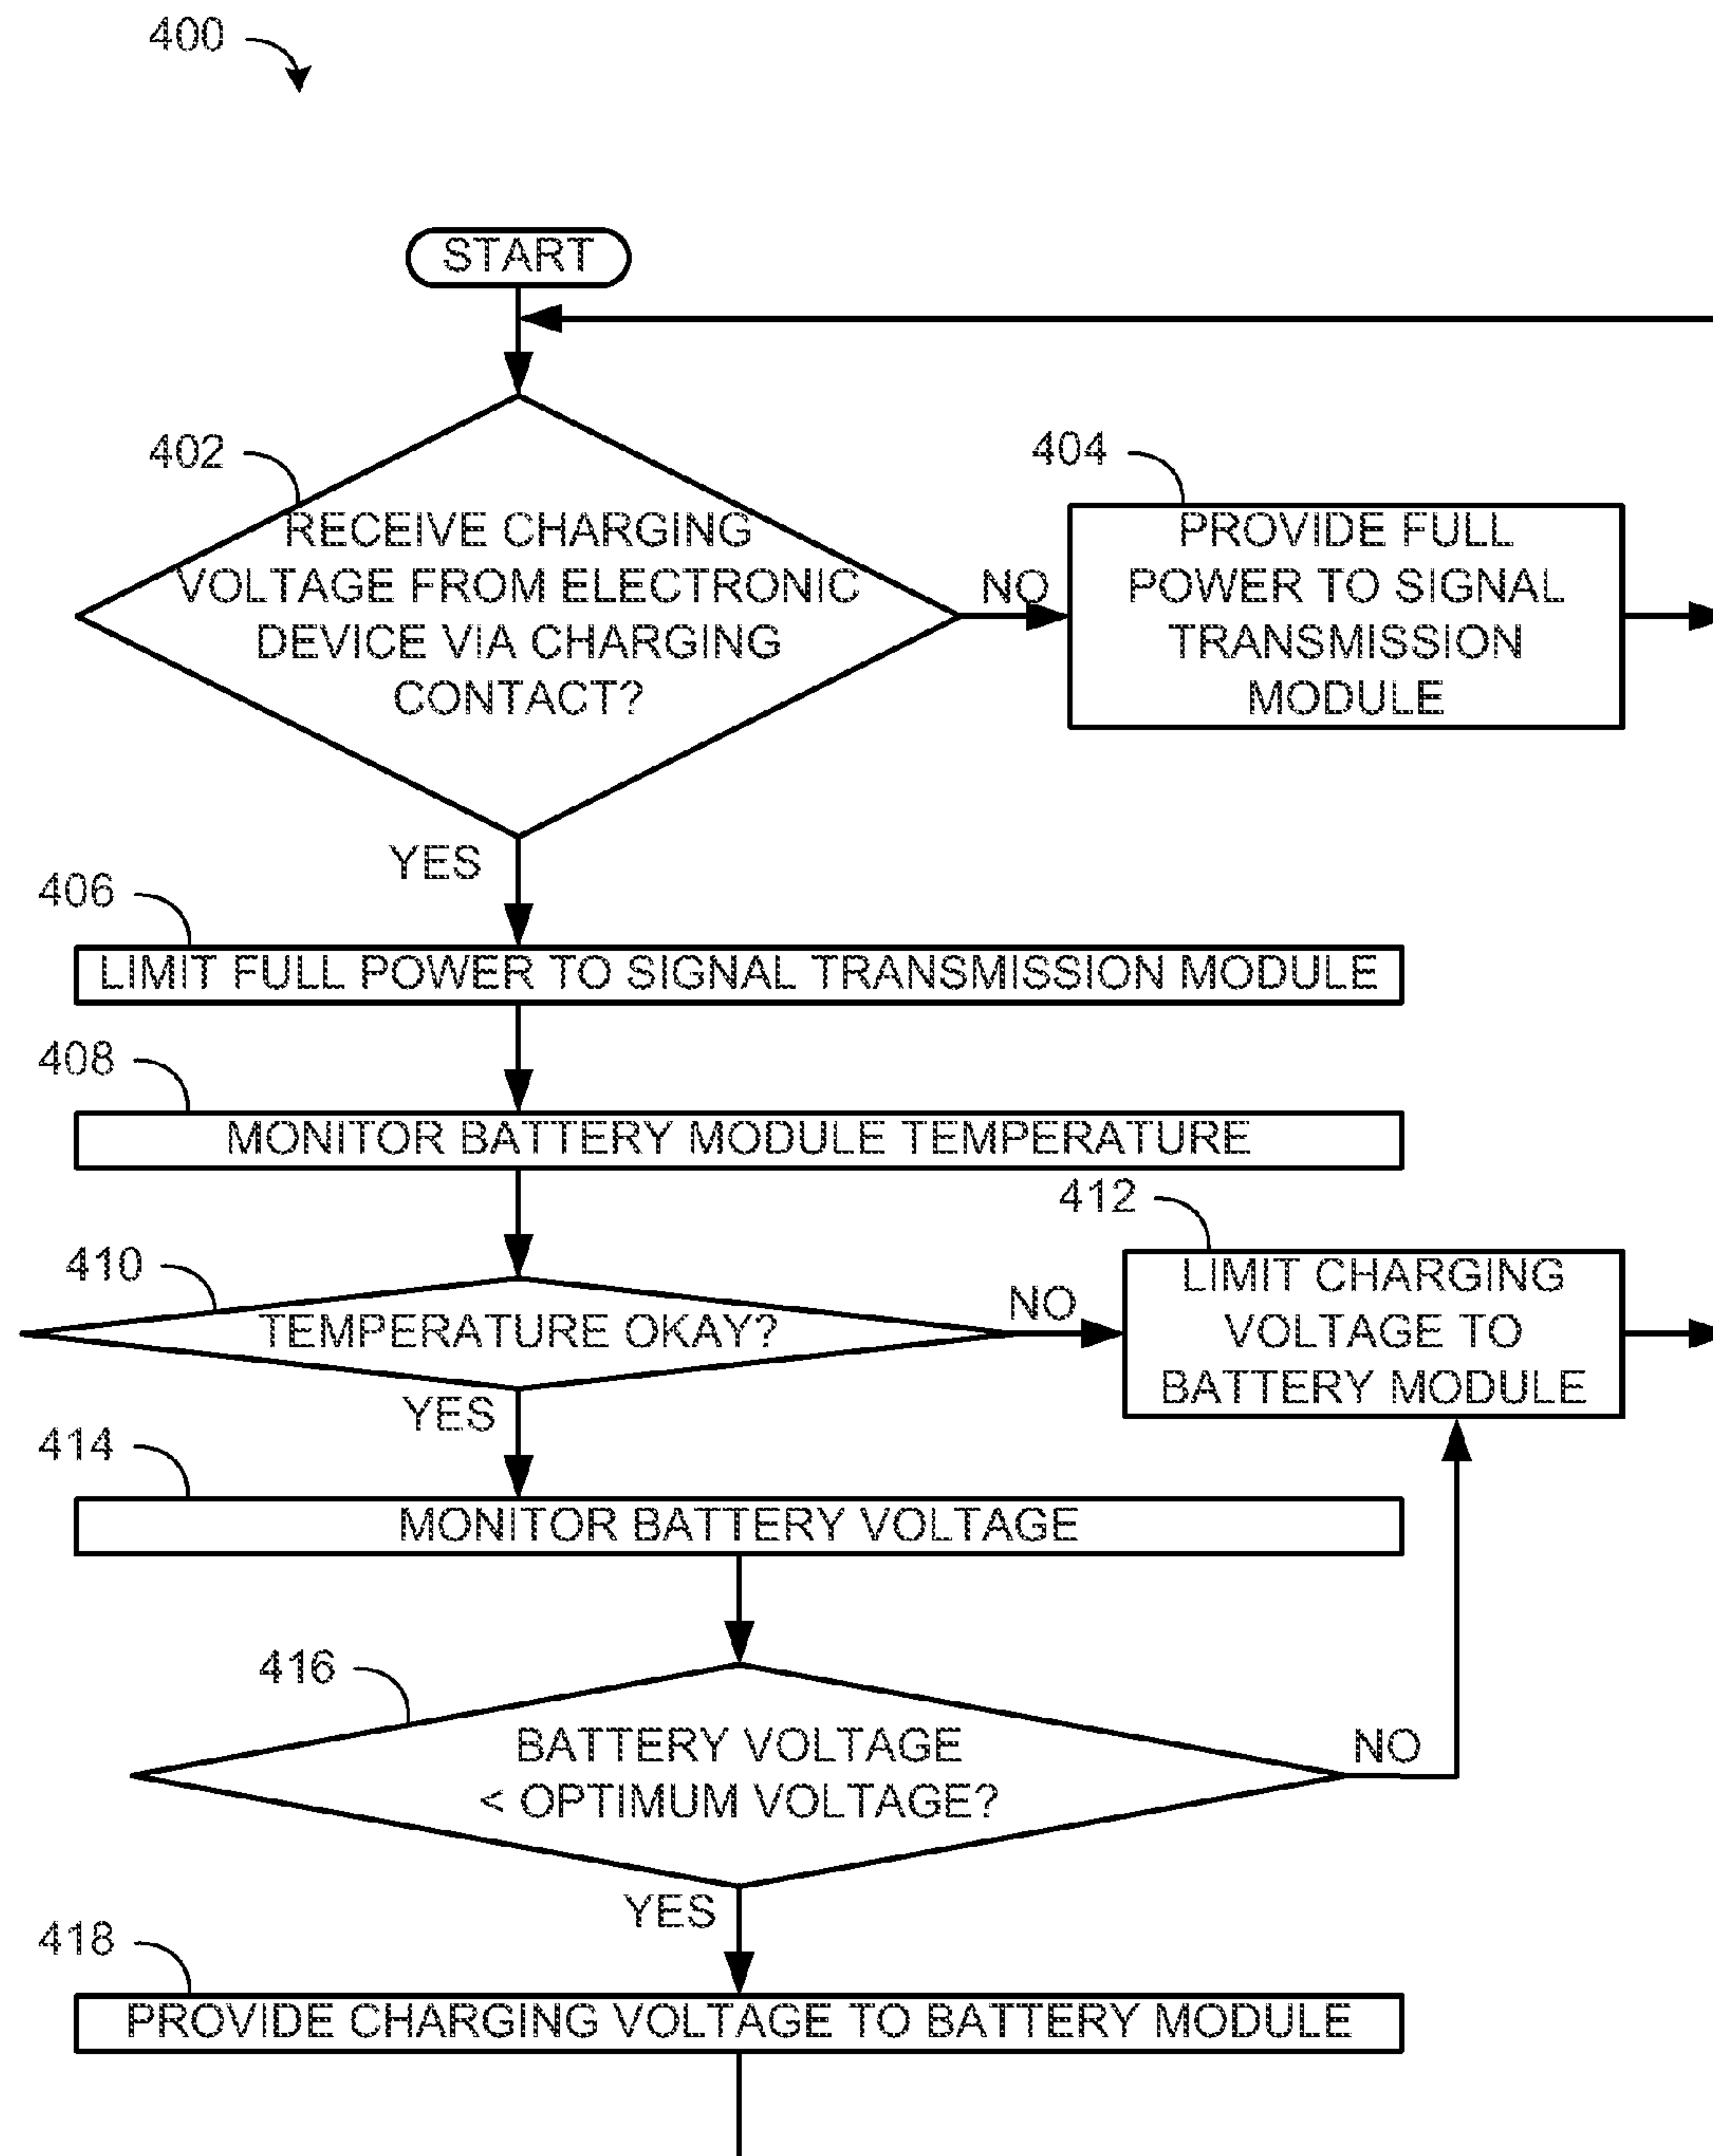 400
START
402
RECEIVE CHARGING
VOLTAGE FROM ELECTRONIC
DEVICE VIA CHARGING
CONTACT?
NO
404
PROVIDE FULL
POWER TO SIGNAL
TRANSMISSION
MODULE
YES
406
LIMIT FULL POWER TO SIGNAL TRANSMISSION MODULE
408
MONITOR BATTERY MODULE TEMPERATURE
410
TEMPERATURE OKAY?
NO
412
LIMIT CHARGING
VOLTAGE TO
BATTERY MODULE
YES
414
MONITOR BATTERY VOLTAGE
416
BATTERY VOLTAGE
< OPTIMUM VOLTAGE?
NO
YES
418
PROVIDE CHARGING VOLTAGE TO BATTERY MODULE